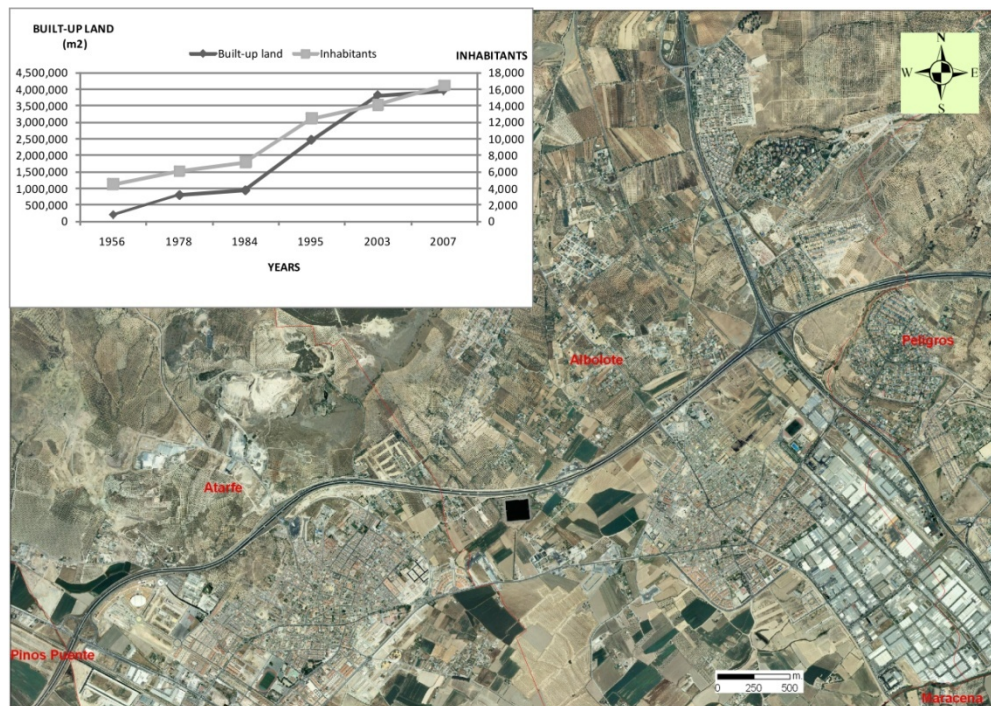 BUILT-UP LAND
(m2)
INHABITANTS
Built-up land
Inhabitants
4,500,000
4,000,000
3,500,000
3,000,000
2,500,000
2,000,000
1,500,000
1,000,000
500,000
0
18,000
16,000
14,000
12,000
10,000
8,000
6,000
4,000
2,000
0
1956 1978 1984 1995 2003 2007
YEARS
N
W E
S
Albolote
Peligros
Atarfe
Pinos Puente
Maracena
m.
0 250 500